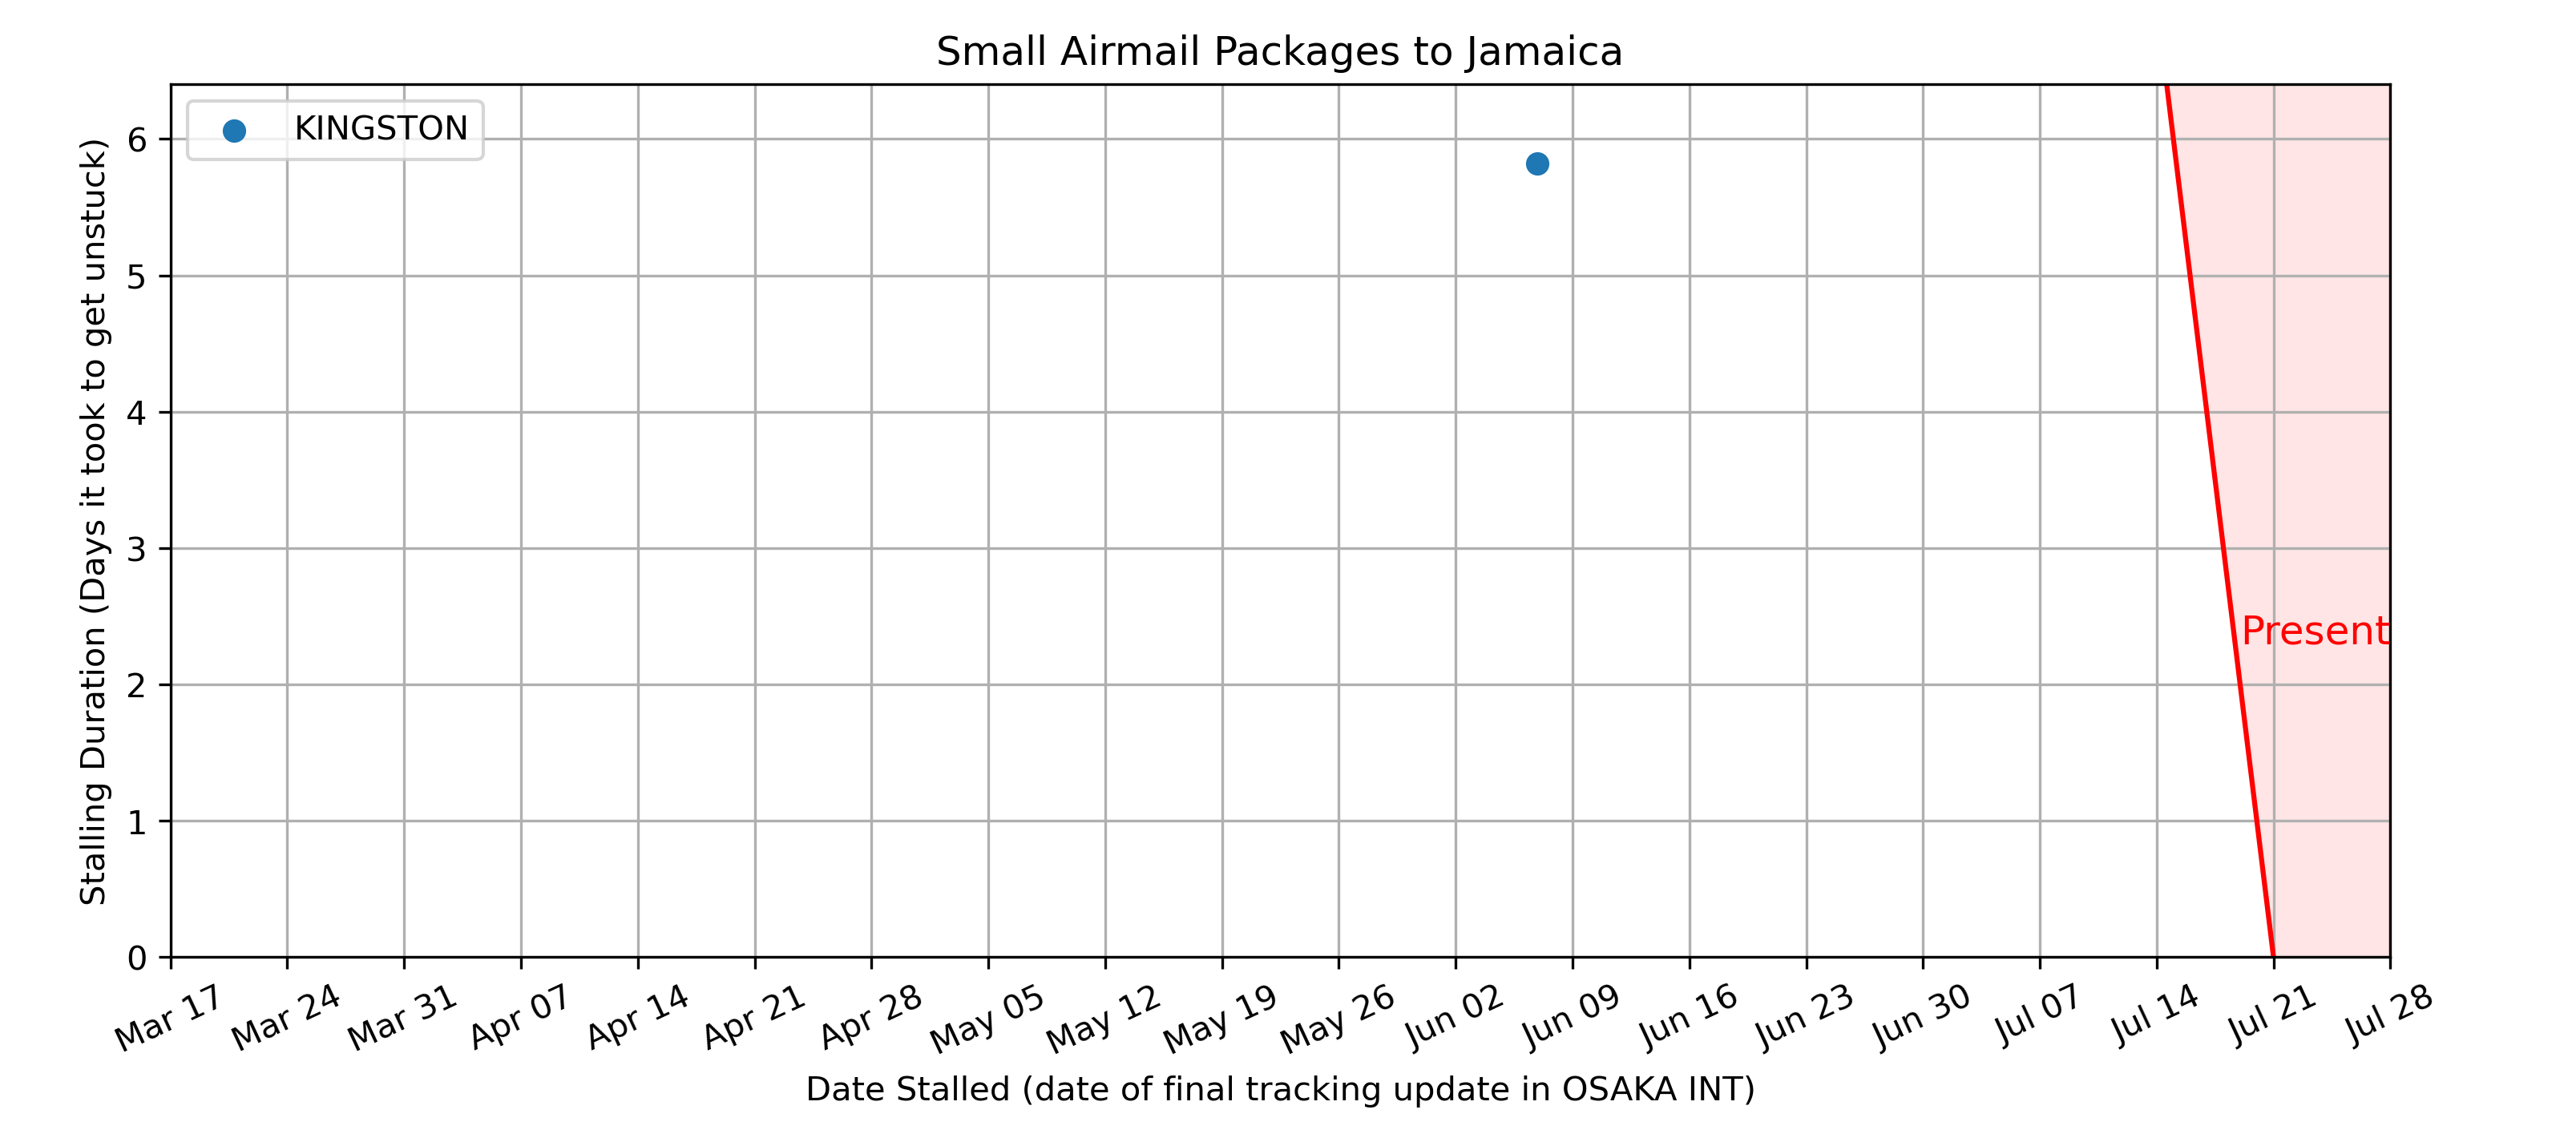 Small Airmail Packages to Jamaica
KINGSTON
Stalling Duration (Days it took to get unstuck)
6
5
4
3
2
1
0
Present
Mar 17
Mar 24
Mar 31
Apr 07
Apr 14
Apr 21
Apr 28
May 05
May 12
May 19
May 26
Jun 02
Jun 09
Jun 16
Jun 23
Jun 30
Jul 07
Jul 14
Jul 21
Jul 28
Date Stalled (date of final tracking update in OSAKA INT)